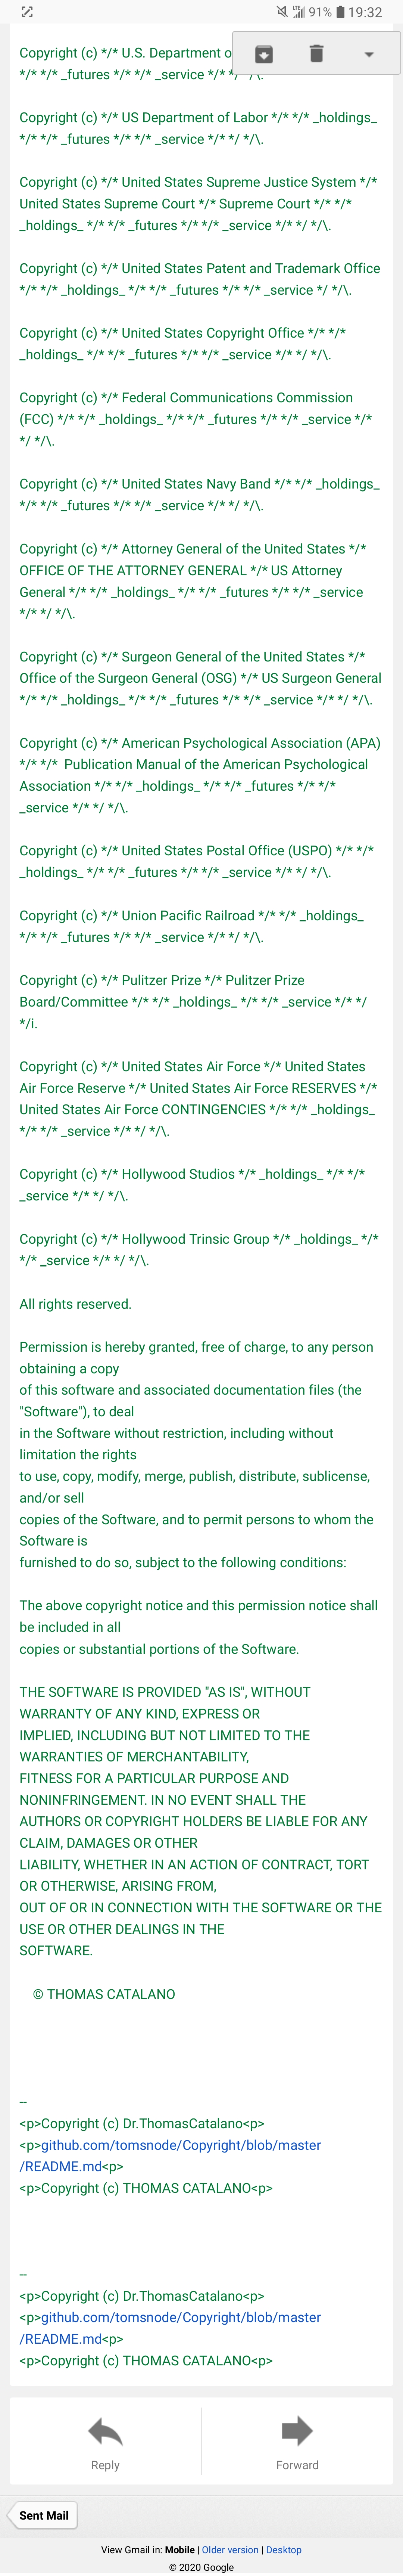 LTE 91% 19:32
Copyright (c) */* U.S. Department o
*/* */* _futures */* */* _service */* */ */\.
Copyright (c) */* US Department of Labor */* */* _holdings_
*/* */* _futures */* */* _service */* */ */\.
Copyright (c) */* United States Supreme Justice System */*
United States Supreme Court */* Supreme Court */* */*
_holdings_ */* */* _futures */* */* _service */* */ */\.
Copyright (c) */* United States Patent and Trademark Office
*/* */* _holdings_ */* */* _futures */* */* _service */ */\.
Copyright (c) */* United States Copyright Office */* */*
_holdings_ */* */* _futures */* */* _service */* */ */\.
Copyright (c) */* Federal Communications Commission
(FCC) */* */* _holdings_ */* */* _futures */* */* _service */*
*/ */\.
Copyright (c) */* United States Navy Band */* */* _holdings_
*/* */* _futures */* */* _service */* */ */\.
Copyright (c) */* Attorney General of the United States */*
OFFICE OF THE ATTORNEY GENERAL */* US Attorney
General */* */* _holdings_ */* */* _futures */* */* _service
*/* */ */\.
Copyright (c) */* Surgeon General of the United States */*
Office of the Surgeon General (OSG) */* US Surgeon General
*/* */* _holdings_ */* */* _futures */* */* _service */* */ */\.
Copyright (c) */* American Psychological Association (APA)
*/* */*  Publication Manual of the American Psychological
Association */* */* _holdings_ */* */* _futures */* */*
_service */* */ */\.
Copyright (c) */* United States Postal Office (USPO) */* */*
_holdings_ */* */* _futures */* */* _service */* */ */\.
Copyright (c) */* Union Pacific Railroad */* */* _holdings_
*/* */* _futures */* */* _service */* */ */\.
Copyright (c) */* Pulitzer Prize */* Pulitzer Prize
Board/Committee */* */* _holdings_ */* */* _service */* */
*/i.
Copyright (c) */* United States Air Force */* United States
Air Force Reserve */* United States Air Force RESERVES */*
United States Air Force CONTINGENCIES */* */* _holdings_
*/* */* _service */* */ */\.
Copyright (c) */* Hollywood Studios */* _holdings_ */* */*
_service */* */ */\.
Copyright (c) */* Hollywood Trinsic Group */* _holdings_ */*
*/* _service */* */ */\.
All rights reserved.
Permission is hereby granted, free of charge, to any person
obtaining a copy
of this software and associated documentation files (the
"Software"), to deal
in the Software without restriction, including without
limitation the rights
to use, copy, modify, merge, publish, distribute, sublicense,
and/or sell
copies of the Software, and to permit persons to whom the
Software is
furnished to do so, subject to the following conditions:
The above copyright notice and this permission notice shall
be included in all
copies or substantial portions of the Software.
THE SOFTWARE IS PROVIDED "AS IS", WITHOUT
WARRANTY OF ANY KIND, EXPRESS OR
IMPLIED, INCLUDING BUT NOT LIMITED TO THE
WARRANTIES OF MERCHANTABILITY,
FITNESS FOR A PARTICULAR PURPOSE AND
NONINFRINGEMENT. IN NO EVENT SHALL THE
AUTHORS OR COPYRIGHT HOLDERS BE LIABLE FOR ANY
CLAIM, DAMAGES OR OTHER
LIABILITY, WHETHER IN AN ACTION OF CONTRACT, TORT
OR OTHERWISE, ARISING FROM,
OUT OF OR IN CONNECTION WITH THE SOFTWARE OR THE
USE OR OTHER DEALINGS IN THE
SOFTWARE.
© THOMAS CATALANO
--
<p>Copyright (c) Dr.ThomasCatalano<p>
<p>github.com/tomsnode/Copyright/blob/master
/README.md<p>
<p>Copyright (c) THOMAS CATALANO<p>
--
<p>Copyright (c) Dr.ThomasCatalano<p>
<p>github.com/tomsnode/Copyright/blob/master
/README.md<p>
<p>Copyright (c) THOMAS CATALANO<p>
Reply Forward
Sent Mail
View Gmail in: Mobile | Older version | Desktop
© 2020 Google